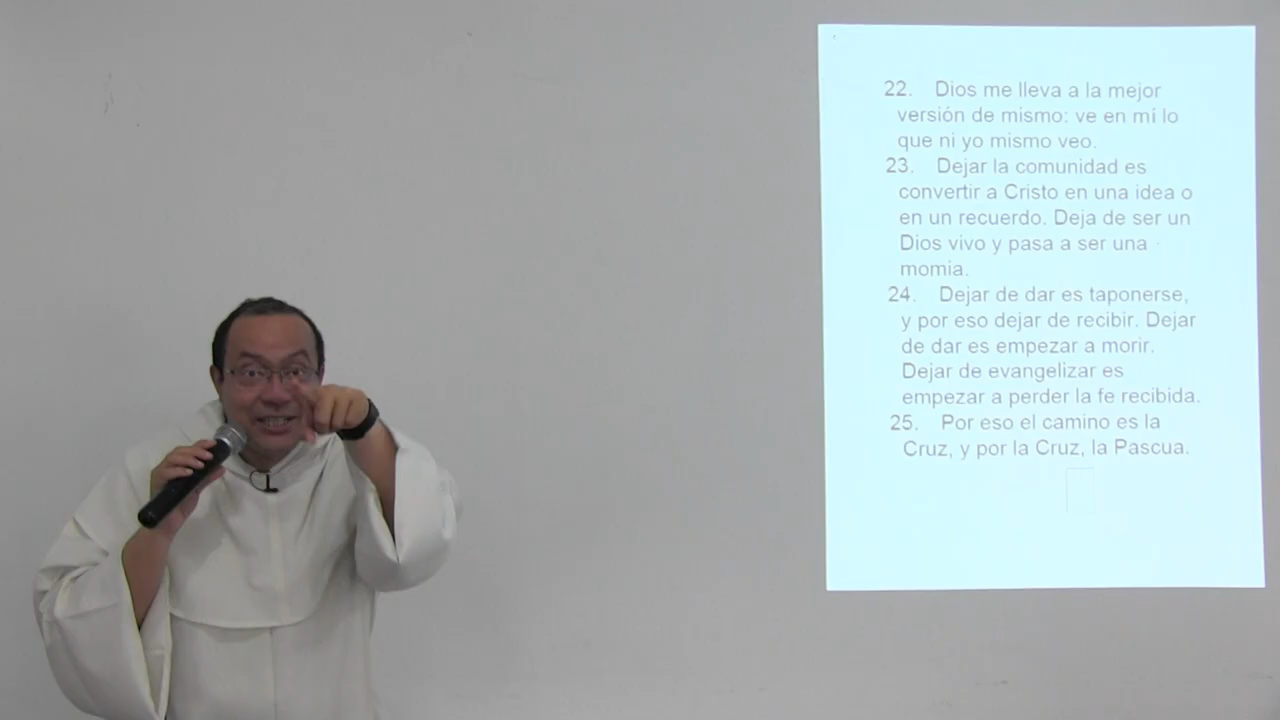 22. Dios me lleva a la mejor
versión de mismo: ve en mí lo
que ni yo mismo veo.
23. Dejar la comunidad es
convertir a Cristo en una idea o
en un recuerdo. Deja de ser un
Dios vivo y pasa a ser una
momia.
24. Dejar de dar es taponerse,
y por eso dejar de recibir. Dejar
de dar es empezar a morir.
Dejar de evangelizar es
empezar a perder la fe recibida.
25. Por eso el camino es la
Cruz, y por la Cruz, la Pascua.